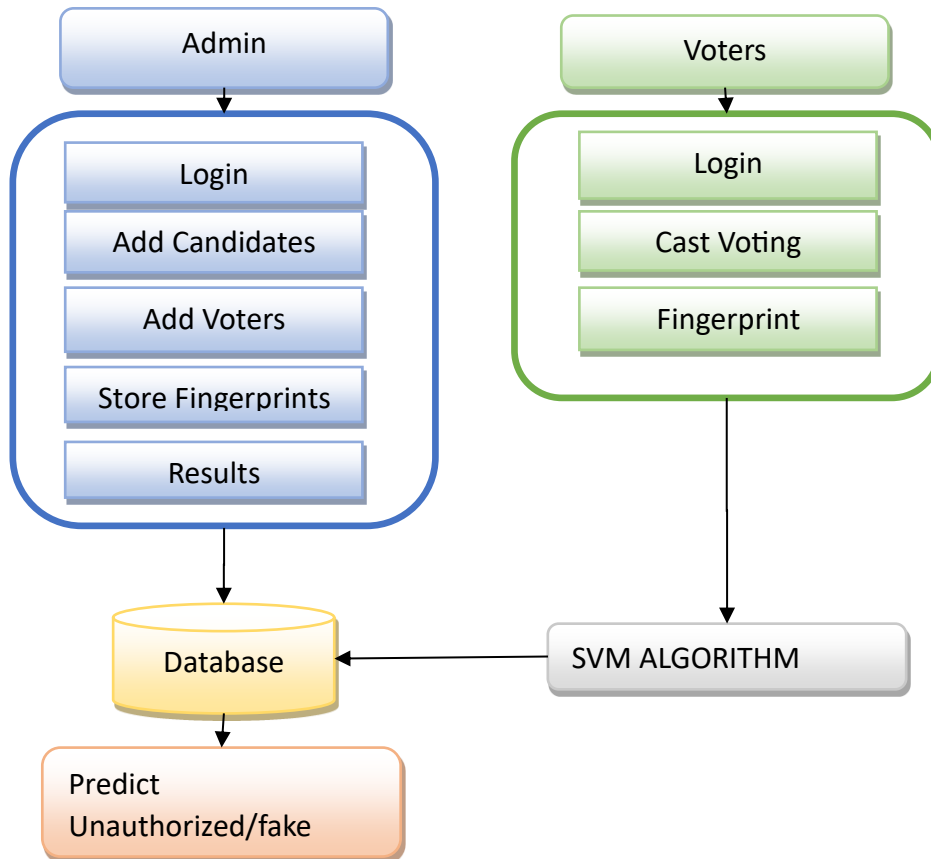 Admin
Login
Add Candidates
Add Voters
Store Fingerprints
Results
Voters
Login
Cast Voting
Fingerprint
Database
SVM ALGORITHM
Predict
Unauthorized/fake